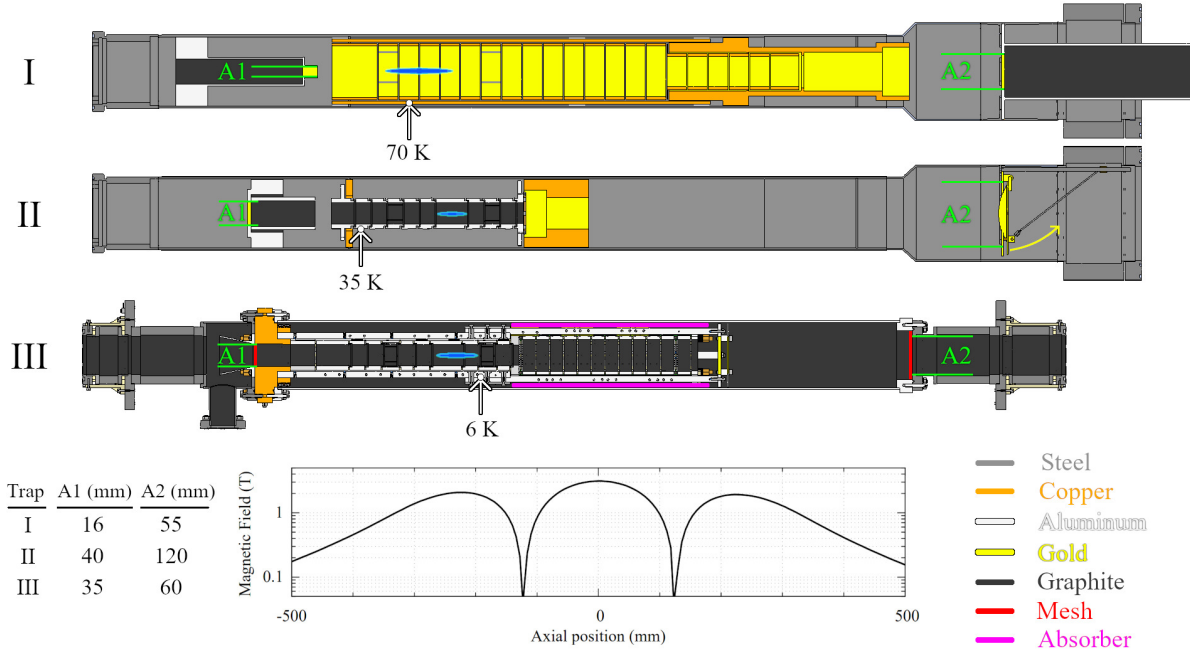 I
A1
A2
70 K
II
A1
A2
35 K
III
A1
A2
6 K
Trap A1 (mm) A2 (mm)
I 16 55
II 40 120
III 35 60
Magnetic Field (T)
1
0.1
-500 0 500
Axial position (mm)
Steel
Copper
Aluminum
Gold
Graphite
Mesh
Absorber